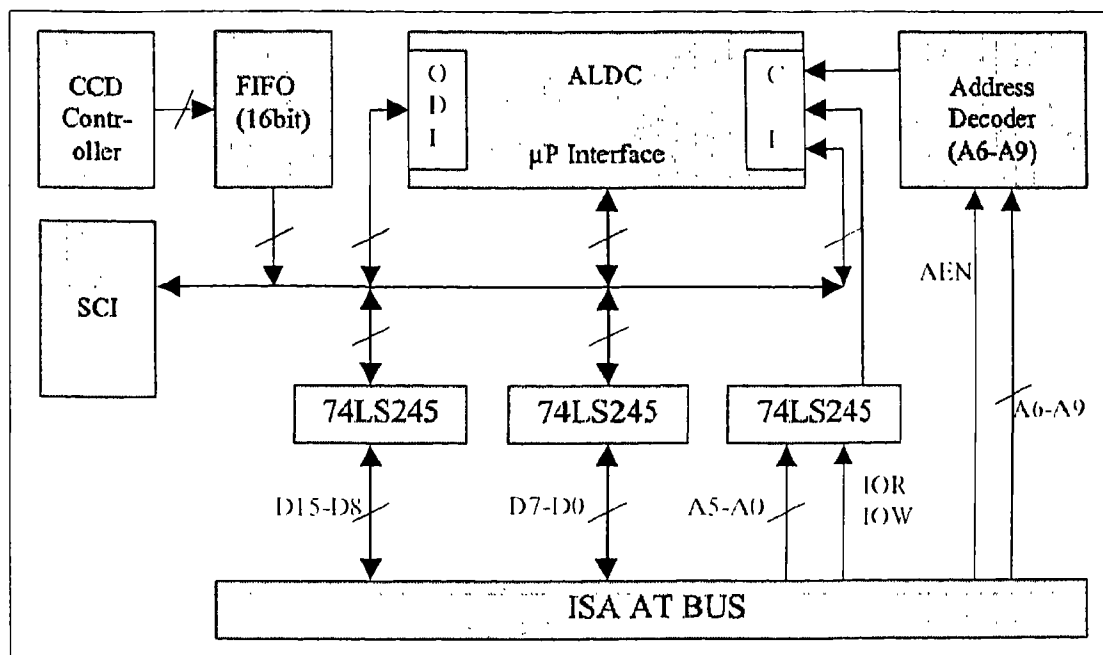 CCD
Contr-
oller
FIFO
(16bit)
O
D
I
ALDC
µP Interface
C
I
Address
Decoder
(A6-A9)
SCI
AEN
A6-A9
74LS245
74LS245
74LS245
D15-D8
D7-D0
A5-A0
IOR
IOW
ISA AT BUS